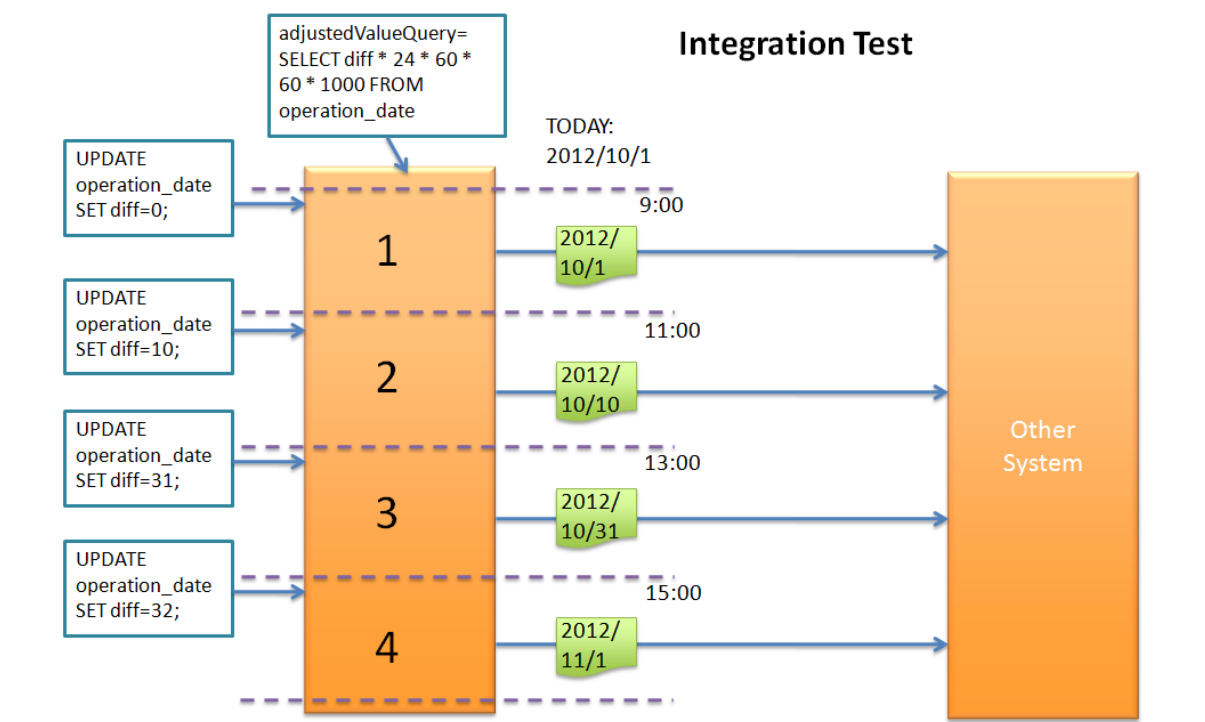 Integration Test
adjustedValueQuery=
SELECT diff * 24 * 60 *
60 * 1000 FROM
operation_date
TODAY:
2012/10/1
UPDATE
operation_date
SET diff=0;
9:00
1
2012/
10/1
UPDATE
operation_date
SET diff=10;
11:00
2
2012/
10/10
UPDATE
operation_date
SET diff=31;
13:00
3
2012/
10/31
UPDATE
operation_date
SET diff=32;
15:00
4
2012/
11/1
Other
System